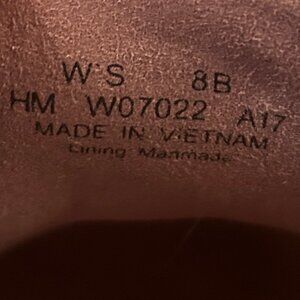 W'S 8B
HM W07022 A17
MADE IN VIETNAM
Lining Manmade